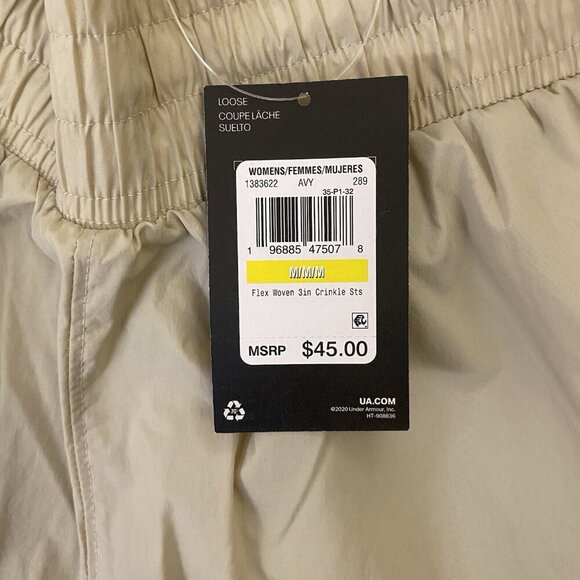 LOOSE
COUPE LÂCHE
SUELTO
WOMENS/FEMMES/MUJERES
1383622 AVY 289
35-P1-32
1 96885 47507 8
M/M/M
Flex Woven 3in Crinkle Sts
MSRP $45.00
UA.COM
©2020 Under Armour, Inc.
HT-908836